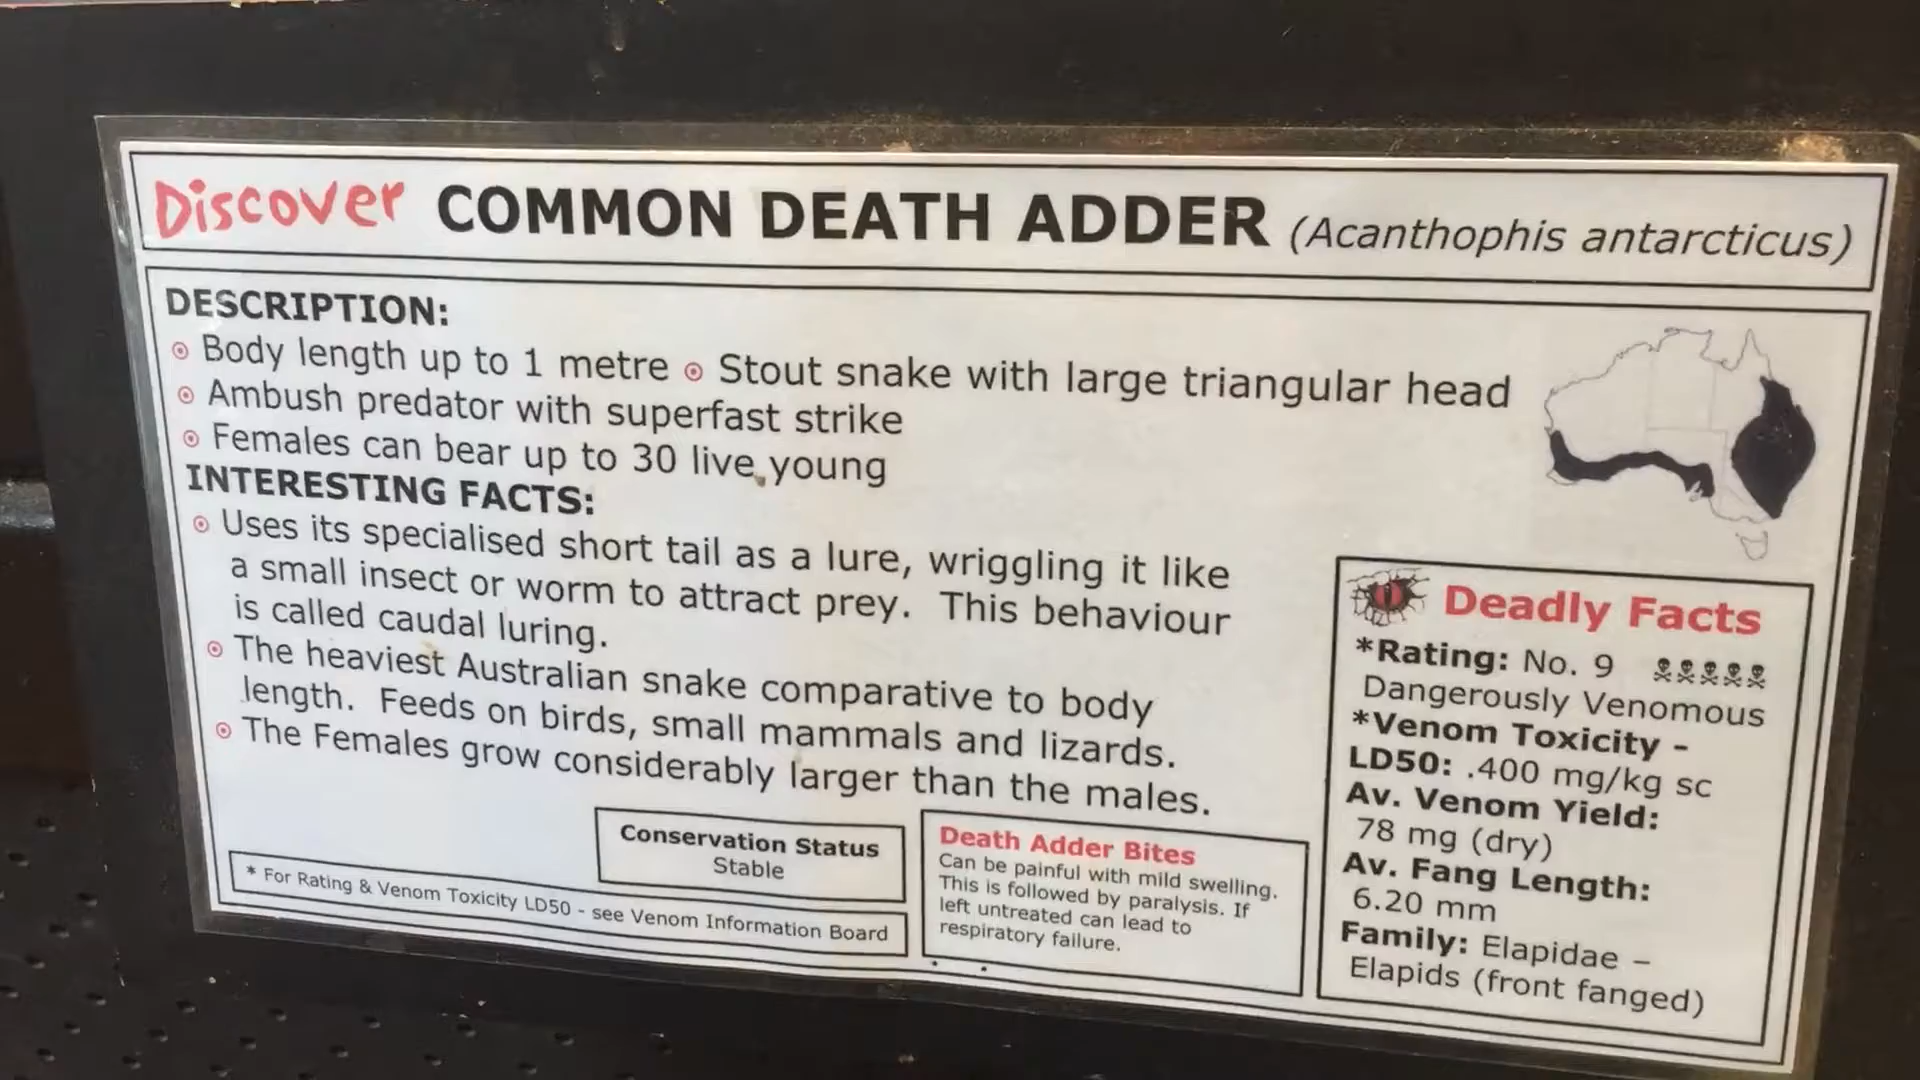 Discover COMMON DEATH ADDER (Acanthophis antarcticus)
DESCRIPTION:
Body length up to 1 metre Stout snake with large triangular head
Ambush predator with superfast strike
Females can bear up to 30 live young
INTERESTING FACTS:
Uses its specialised short tail as a lure, wriggling it like
a small insect or worm to attract prey. This behaviour
is called caudal luring.
The heaviest Australian snake comparative to body
length. Feeds on birds, small mammals and lizards.
The Females grow considerably larger than the males.
Conservation Status
Stable
* For Rating & Venom Toxicity LD50 - see Venom Information Board
Death Adder Bites
Can be painful with mild swelling.
This is followed by paralysis. If
left untreated can lead to
respiratory failure.
Deadly Facts
*Rating: No. 9
Dangerously Venomous
*Venom Toxicity -
LD50: .400 mg/kg sc
Av. Venom Yield:
78 mg (dry)
Av. Fang Length:
6.20 mm
Family: Elapidae –
Elapids (front fanged)